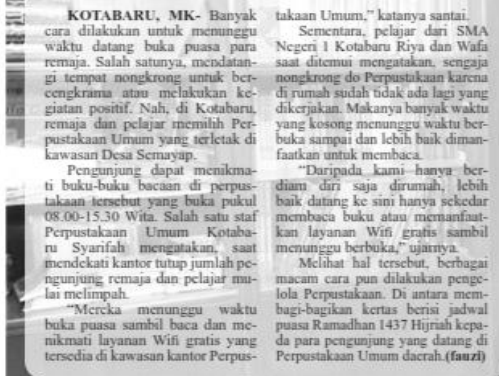 KOTABARU, MK- Banyak
cara dilakukan untuk menunggu
waktu datang buka puasa para
remaja. Salah satunya, mendatan-
gi tempat nongkrong untuk ber-
cengkrama atau melakukan ke-
giatan positif. Nah, di Kotabaru,
remaja dan pelajar memilih Per-
pustakaan Umum yang terletak di
kawasan Desa Semayap.
Pengunjung dapat menikma-
ti buku-buku bacaan di perpus-
takaan tersebut yang buka pukul
08.00-15.30 Wita. Salah satu staf
Perpustakaan Umum Kotaba-
ru Syarifah mengatakan, saat
mendekati kantor tutup jumlah pe-
ngunjung remaja dan pelajar mu-
lai melimpah.
"Mereka menunggu waktu
buka puasa sambil baca dan me-
nikmati layanan Wifi gratis yang
tersedia di kawasan kantor Perpus-
takaan Umum," katanya santai.
Sementara, pelajar dari SMA
Negeri 1 Kotabaru Riya dan Wafa
saat ditemui mengatakan, sengaja
nongkrong do Perpustakaan karena
di rumah sudah tidak ada lagi yang
dikerjakan. Makanya banyak waktu
yang kosong menunggu waktu ber-
buka sampai dan lebih baik diman-
faatkan untuk membaca.
"Daripada kami hanya ber-
diam diri saja dirumah, lebih
baik datang ke sini hanya sekedar
membaca buku atau memanfaat-
kan layanan Wifi gratis sambil
menunggu berbuka," ujarnya.
Melihat hal tersebut, berbagai
macam cara pun dilakukan penge-
lola Perpustakaan. Di antara mem-
bagi-bagikan kertas berisi jadwal
puasa Ramadhan 1437 Hijriah kepa-
da para pengunjung yang datang di
Perpustakaan Umum daerah.(fauzi)